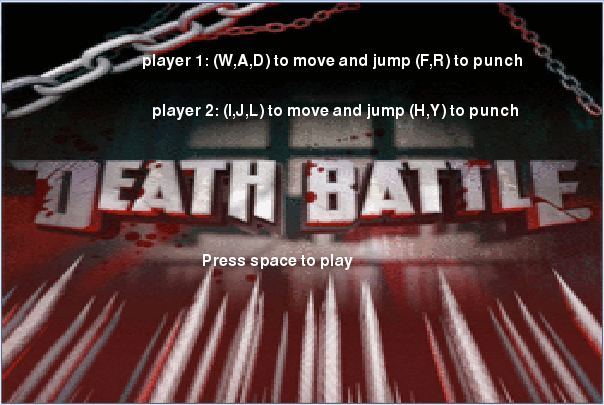 player 1: (W,A,D) to move and jump (F,R) to punch
player 2: (I,J,L) to move and jump (H,Y) to punch
DEATH BATTLE
Press space to play